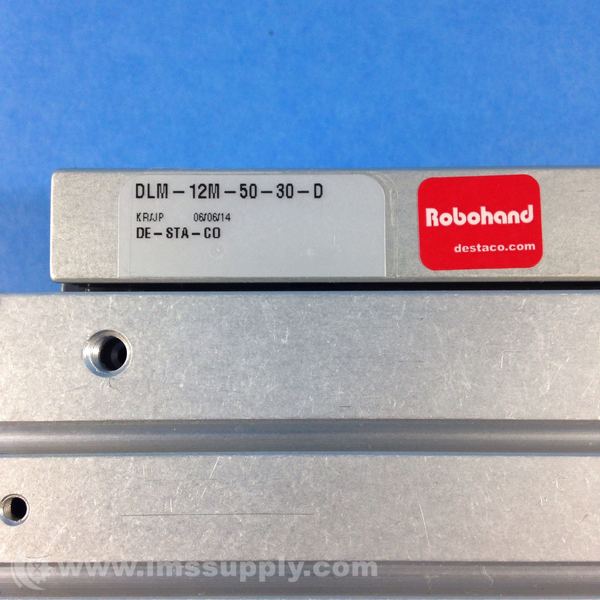 DLM-12M-50-30-D
KR/JP 06/06/14
DE-STA-CO
Robohand
destaco.com
www.imssupply.com